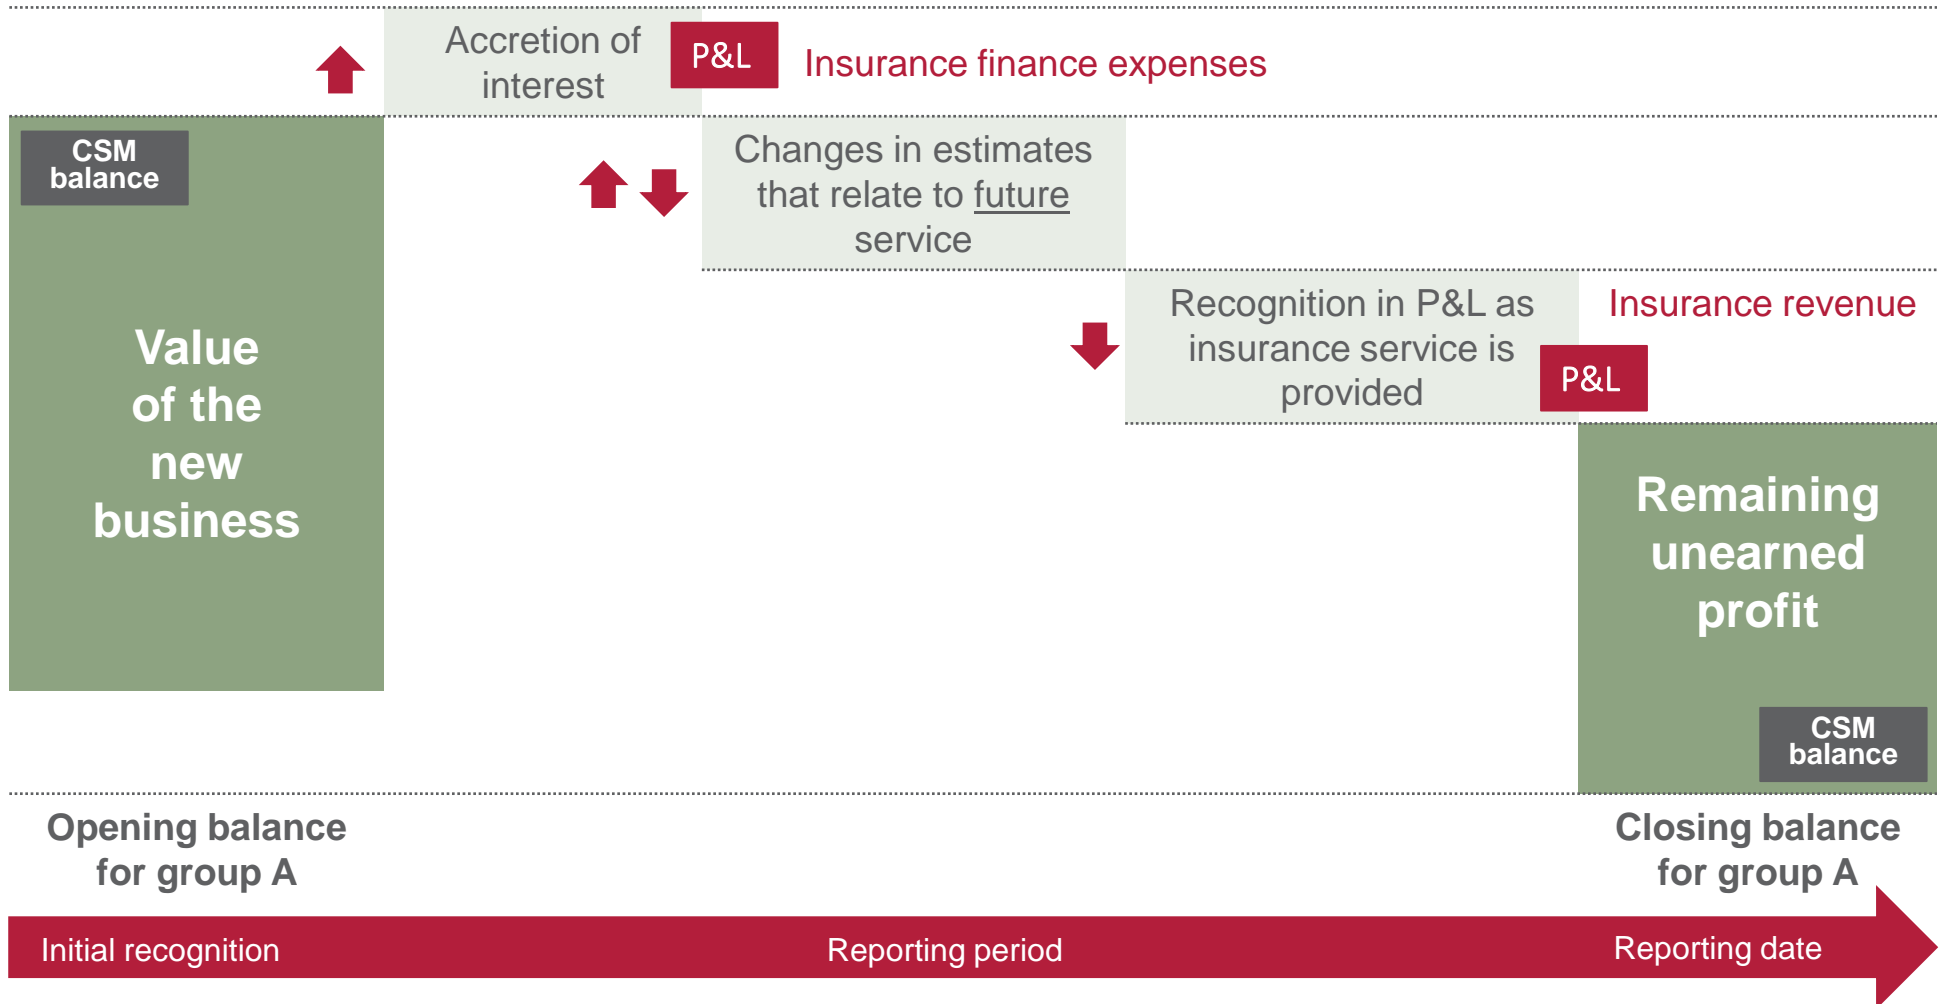 Accretion of
interest
P&L
Insurance finance expenses
CSM
balance
Value
of the
new
business
Changes in estimates
that relate to future
service
Recognition in P&L as
insurance service is
provided
P&L
Insurance revenue
Remaining
unearned
profit
CSM
balance
Opening balance
for group A
Closing balance
for group A
Initial recognition
Reporting period
Reporting date